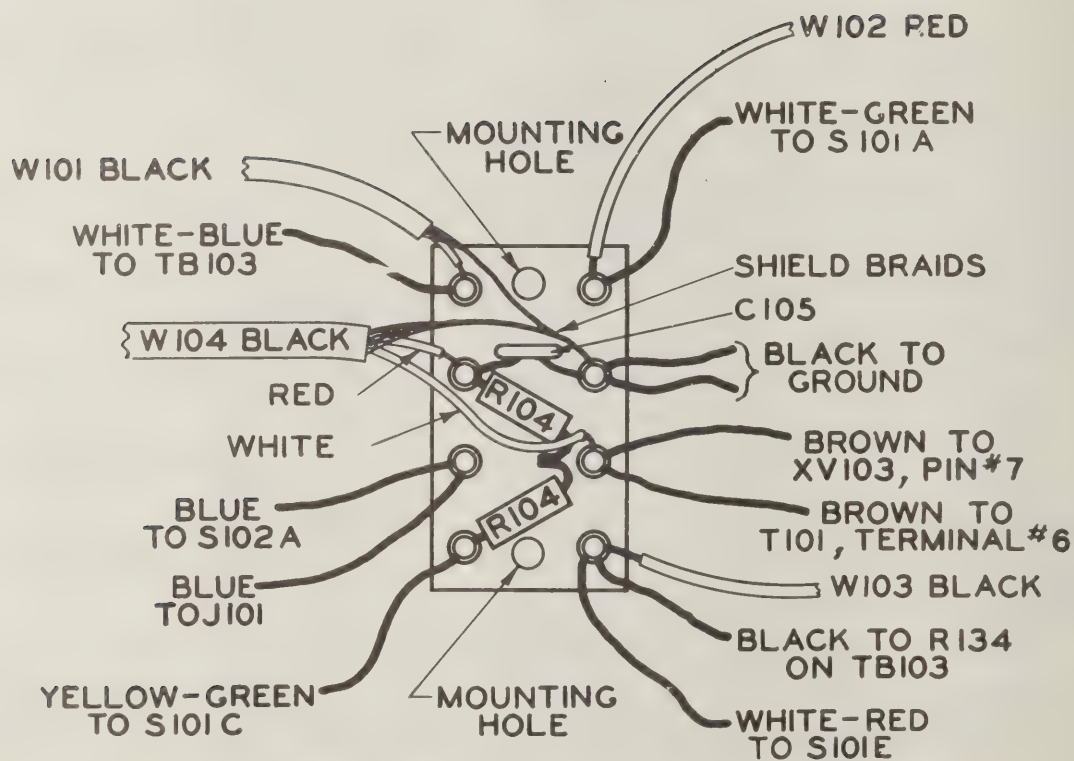 W102 RED
WHITE-GREEN
TO S101A
MOUNTING
HOLE
W101 BLACK
WHITE-BLUE
TO TB103
SHIELD BRAIDS
C105
W104 BLACK
BLACK TO
GROUND
RED
R104
WHITE
BROWN TO
XV103, PIN #7
BLUE
TO S102A
R104
BROWN TO
T101, TERMINAL #6
BLUE
TO J101
W103 BLACK
BLACK TO R134
ON TB103
YELLOW-GREEN
TO S101C
MOUNTING
HOLE
WHITE-RED
TO S101E